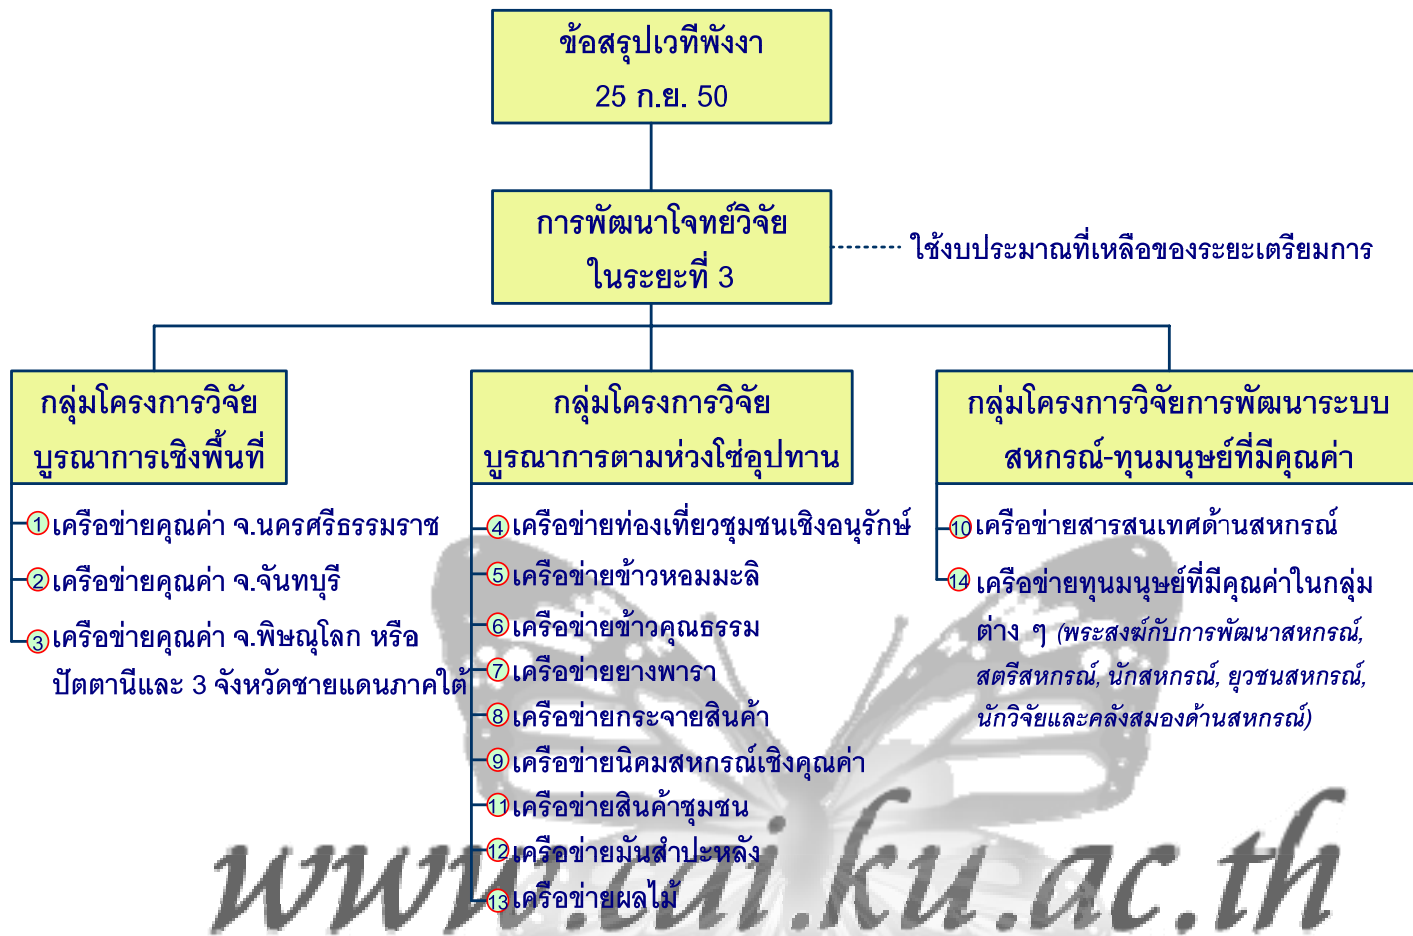 ข้อสรุปเวทีพังงา
25 ก.ย. 50
การพัฒนาโจทย์วิจัย
ในระยะที่ 3
ใช้งบประมาณที่เหลือของระยะเตรียมการ
กลุ่มโครงการวิจัย
บูรณาการเชิงพื้นที่
1 เครือข่ายคุณค่า จ.นครศรีธรรมราช
2 เครือข่ายคุณค่า จ.จันทบุรี
3 เครือข่ายคุณค่า จ.พิษณุโลก หรือ
ปัตตานีและ 3 จังหวัดชายแดนภาคใต้
กลุ่มโครงการวิจัย
บูรณาการตามห่วงโซ่อุปทาน
4 เครือข่ายท่องเที่ยวชุมชนเชิงอนุรักษ์
5 เครือข่ายข้าวหอมมะลิ
6 เครือข่ายข้าวคุณธรรม
7 เครือข่ายยางพารา
8 เครือข่ายกระจายสินค้า
9 เครือข่ายนิคมสหกรณ์เชิงคุณค่า
11 เครือข่ายสินค้าชุมชน
12 เครือข่ายมันสำปะหลัง
13 เครือข่ายผลไม้
กลุ่มโครงการวิจัยการพัฒนาระบบ
สหกรณ์-ทุนมนุษย์ที่มีคุณค่า
10 เครือข่ายสารสนเทศด้านสหกรณ์
14 เครือข่ายทุนมนุษย์ที่มีคุณค่าในกลุ่ม
ต่าง ๆ (พระสงฆ์กับการพัฒนาสหกรณ์,
สตรีสหกรณ์, นักสหกรณ์, ยุวชนสหกรณ์,
นักวิจัยและคลังสมองด้านสหกรณ์)
www.cai.ku.ac.th